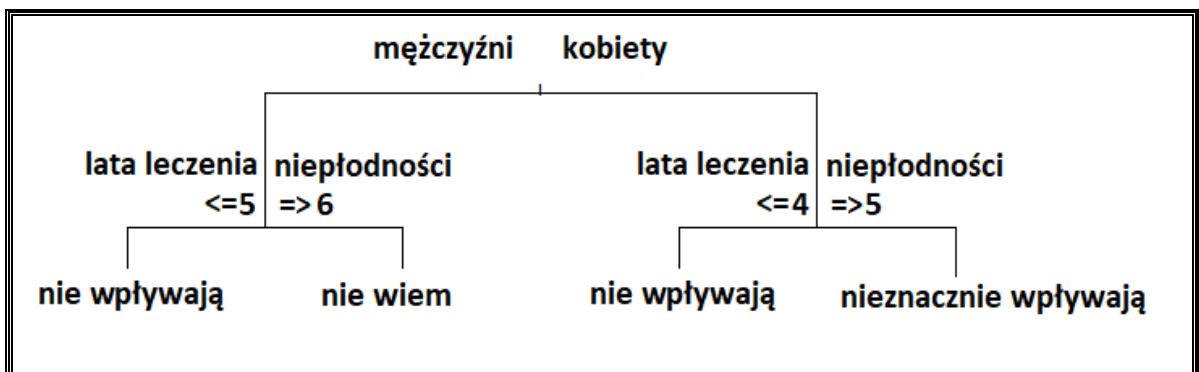 mężczyźni kobiety
lata leczenia niepłodności lata leczenia niepłodności
<=5 =>6 <=4 =>5
nie wpływają nie wiem nie wpływają nieznacznie wpływają